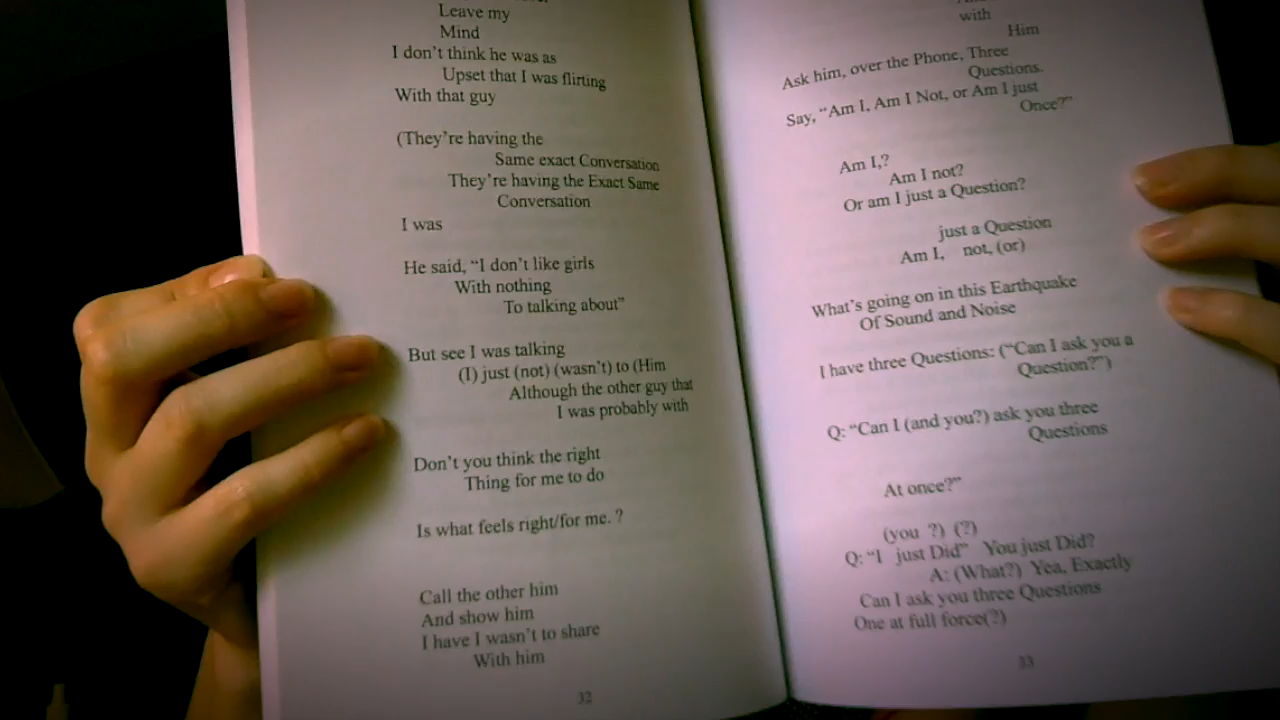 Leave my
Mind
I don't think he was as
Upset that I was flirting
With that guy
(They're having the
Same exact Conversation
They're having the Exact Same
Conversation
I was
He said, "I don't like girls
With nothing
To talking about"
But see I was talking
(I) just (not) (wasn't) to (Him
Although the other guy that
I was probably with
Don't you think the right
Thing for me to do
Is what feels right/for me. ?
Call the other him
And show him
I have I wasn't to share
With him
32
with
Him
Ask him, over the Phone, Three
Questions.
Say, "Am I, Am I Not, or Am I just
Once?"
Am I,?
Am I not?
Or am I just a Question?
just a Question
Am I, not, (or)
What's going on in this Earthquake
Of Sound and Noise
I have three Questions: ("Can I ask you a
Question?")
Q: "Can I (and you?) ask you three
Questions
At once?"
(you ?) (?)
Q: "I just Did" You just Did?
A: (What?) Yea, Exactly
Can I ask you three Questions
One at full force(?)
33